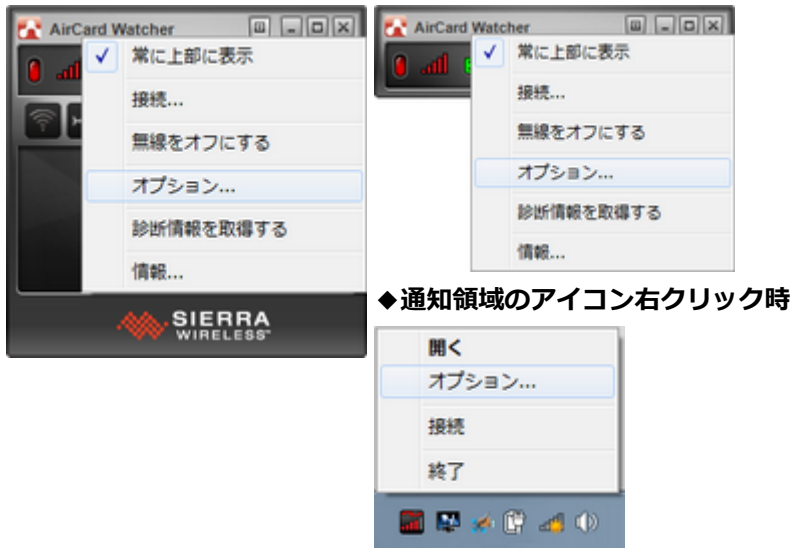 AirCard Watcher
常に上部に表示
接続...
無線をオフにする
オプション...
診断情報を取得する
情報...
SIERRA
WIRELESS
AirCard Watcher
常に上部に表示
接続...
無線をオフにする
オプション...
診断情報を取得する
情報...
◆通知領域のアイコン右クリック時
開く
オプション...
接続
終了